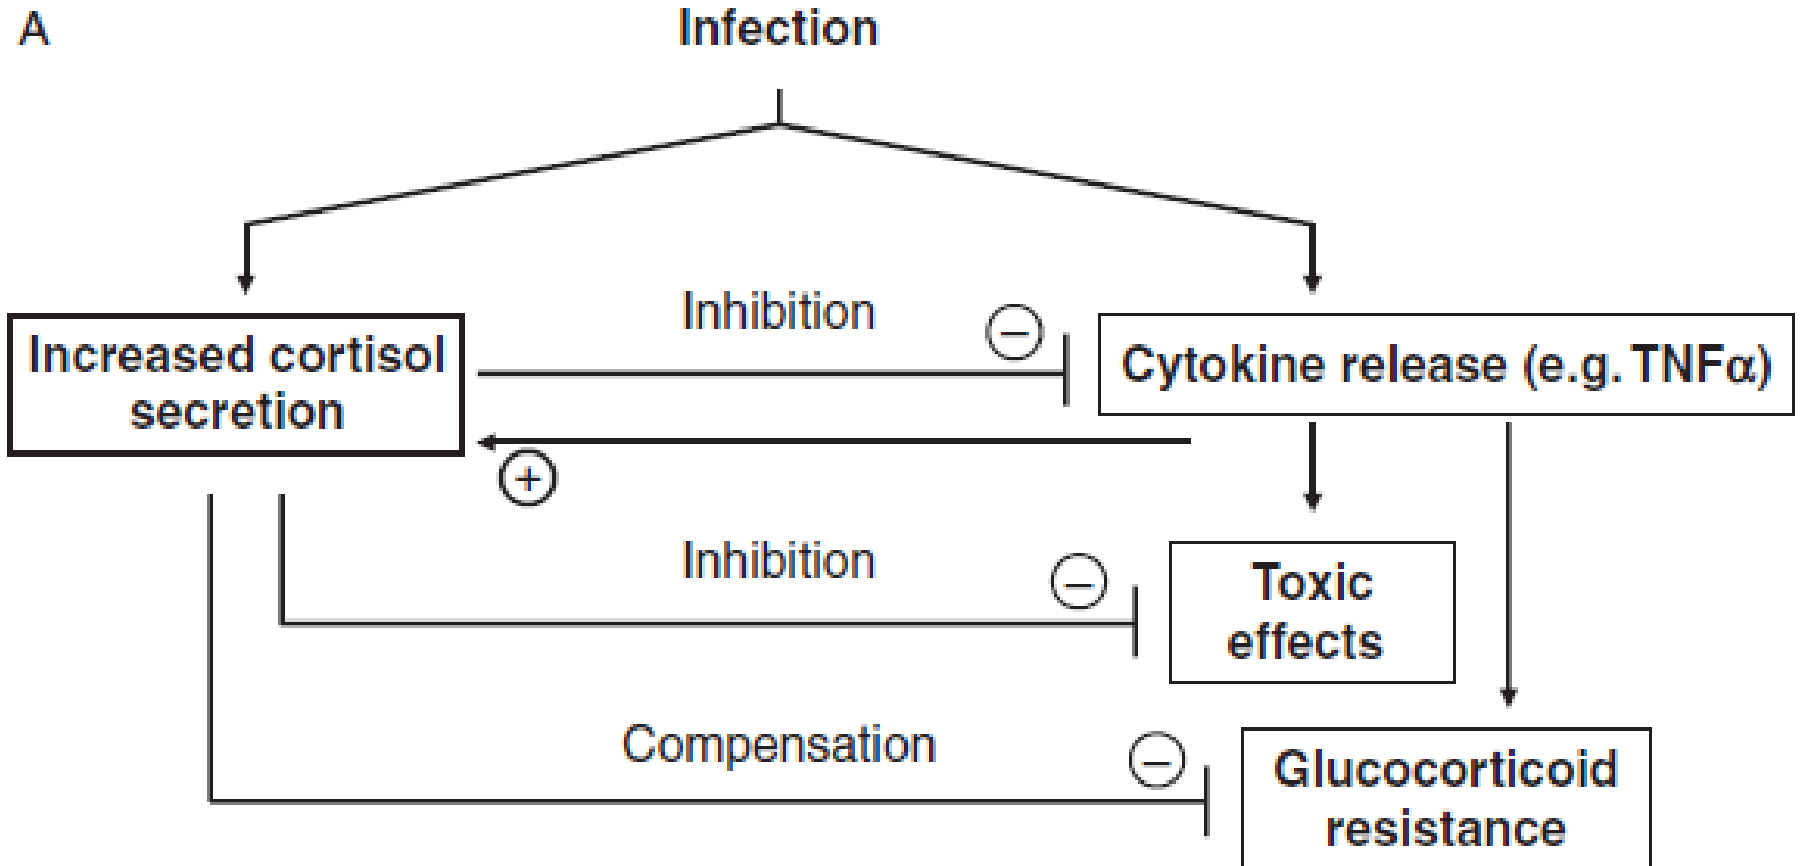 A
Infection
Inhibition
−
Increased cortisol
secretion
Cytokine release (e.g. TNFα)
+
Inhibition
−
Toxic
effects
Compensation
−
Glucocorticoid
resistance